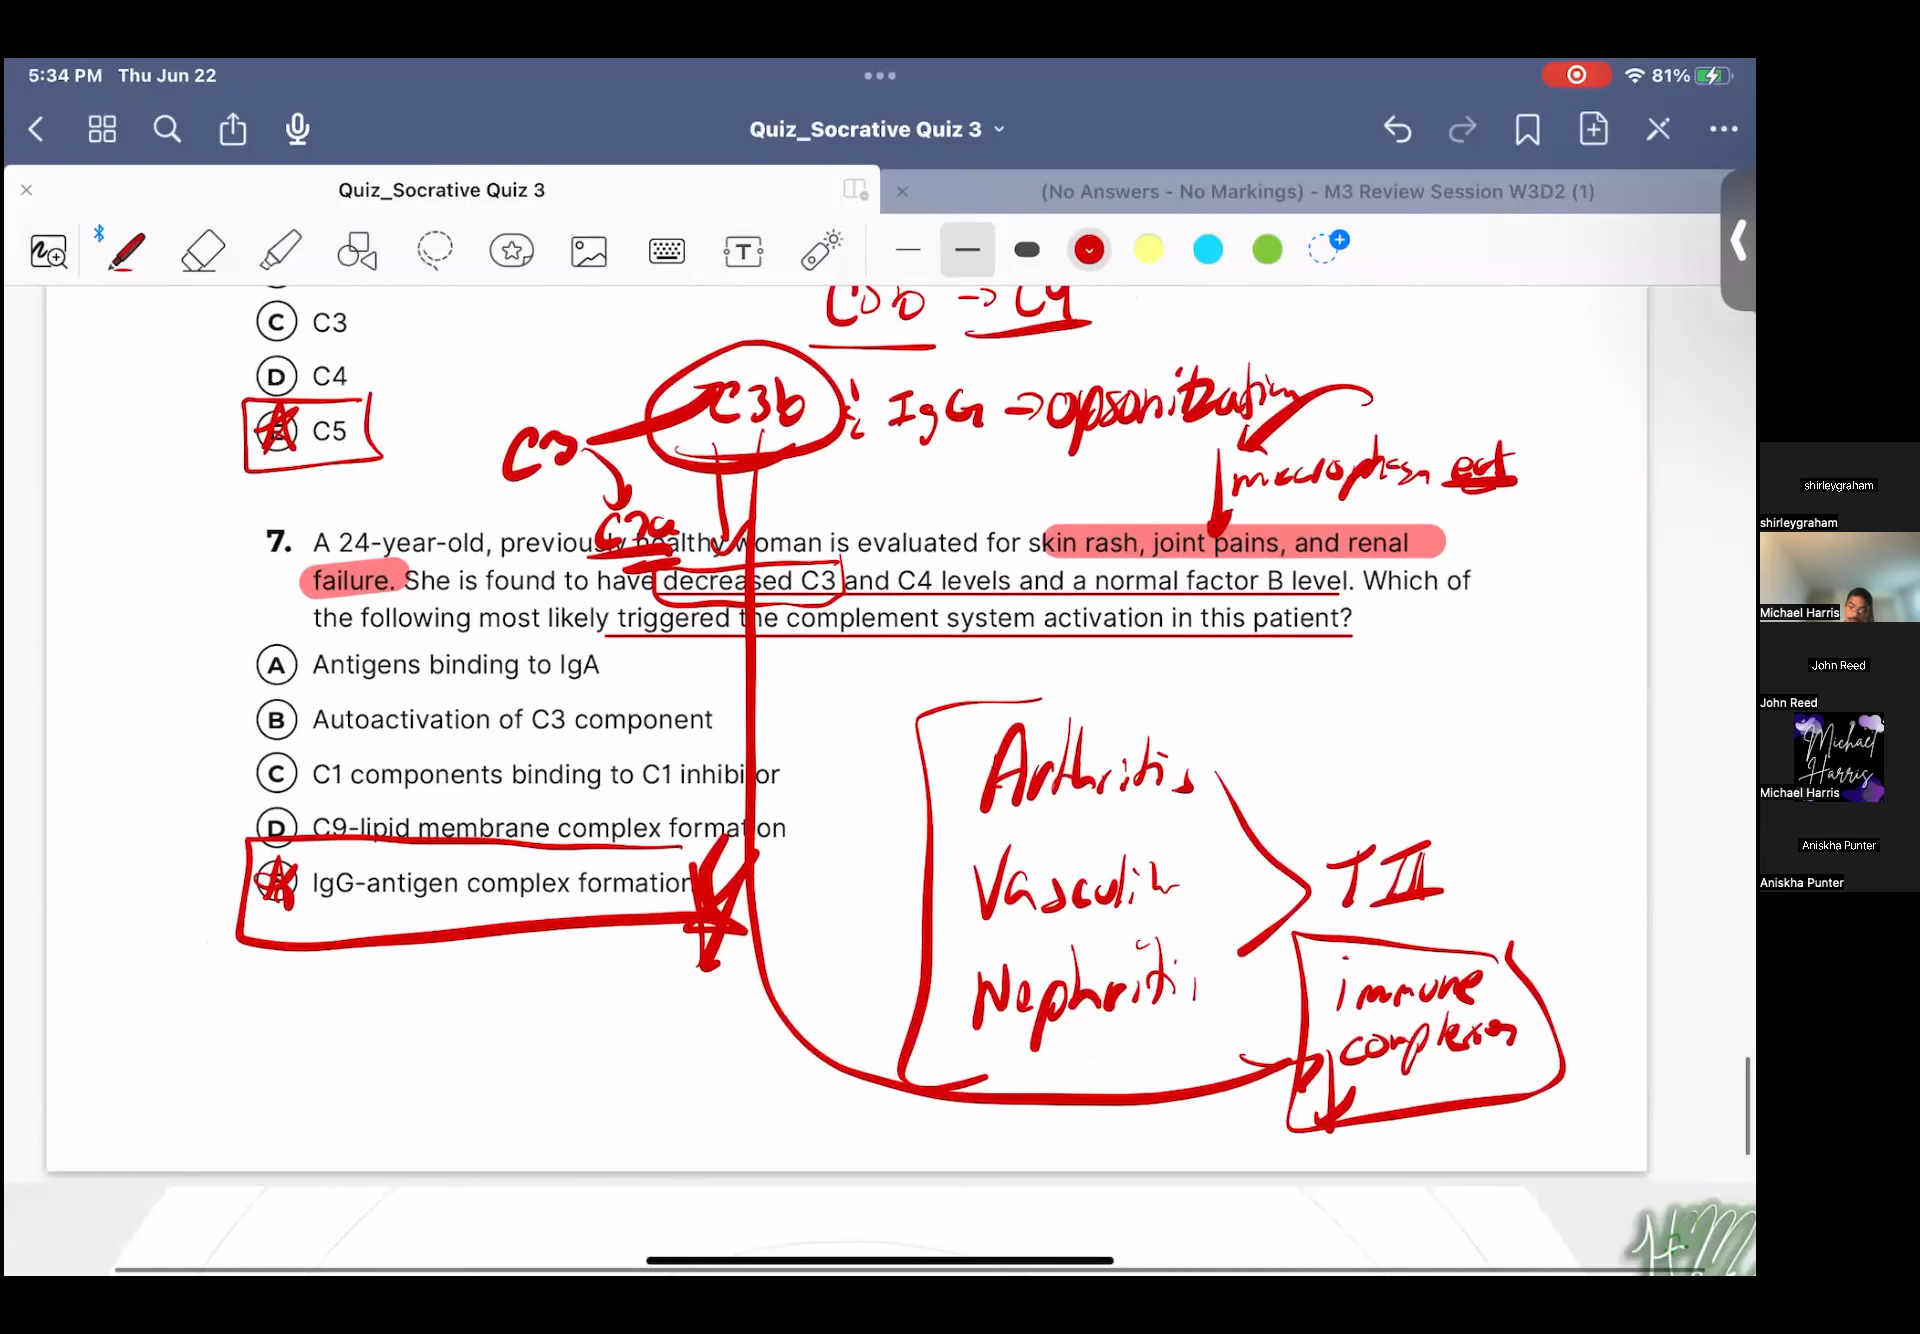 5:34 PM Thu Jun 22
81%
Quiz_Socrative Quiz 3
Quiz_Socrative Quiz 3
(No Answers - No Markings) - M3 Review Session W3D2 (1)
T
C C3
D C4
C5
C3b
IgG → opsonization
C3
macrophage eat
C3a
7. A 24-year-old, previously healthy woman is evaluated for skin rash, joint pains, and renal
failure. She is found to have decreased C3 and C4 levels and a normal factor B level. Which of
the following most likely triggered the complement system activation in this patient?
A Antigens binding to IgA
B Autoactivation of C3 component
C C1 components binding to C1 inhibitor
D C9-lipid membrane complex formation
IgG-antigen complex formation
Arthritis
Vasculitis
Nephriti
T III
immune
complexes
HM
shirleygraham
shirleygraham
Michael Harris
John Reed
John Reed
Michael
Harris
Michael Harris
Aniskha Punter
Aniskha Punter